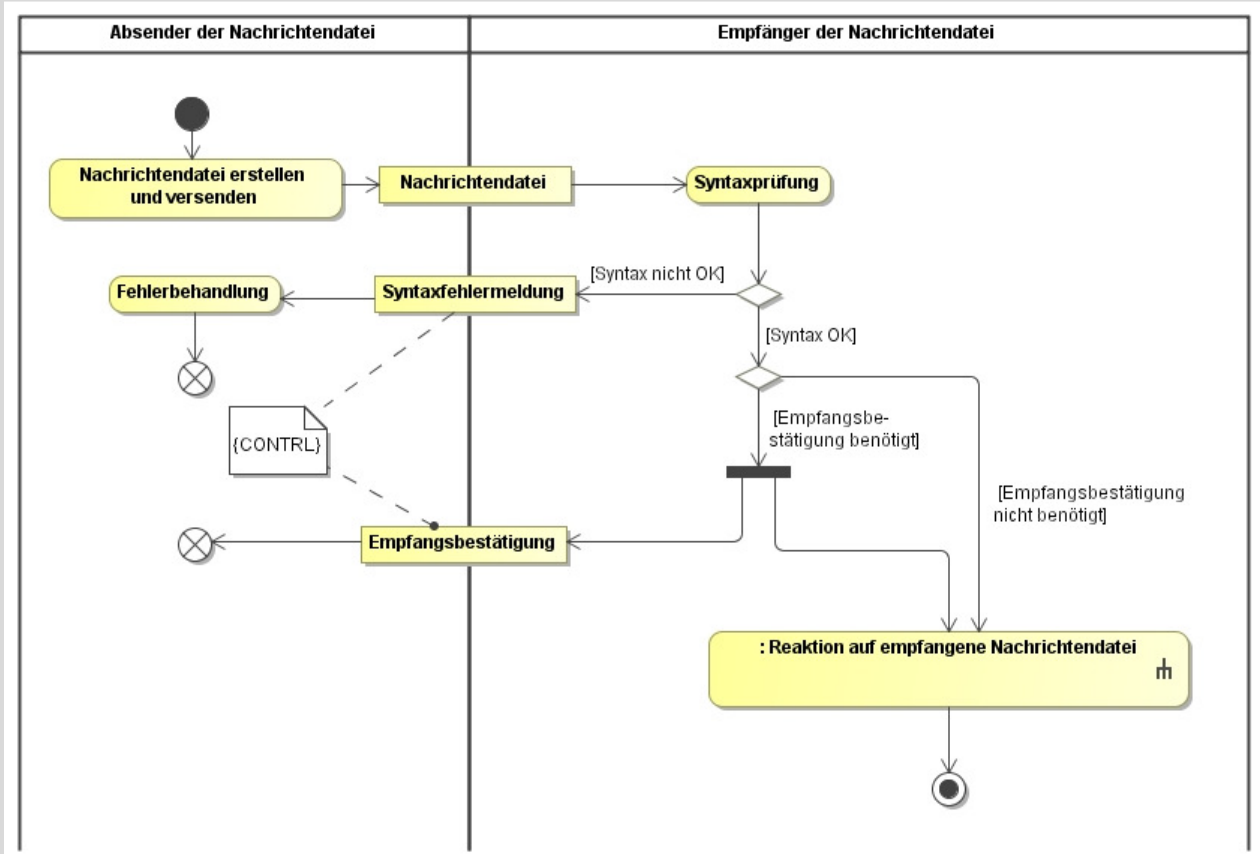 Absender der Nachrichtendatei
Empfänger der Nachrichtendatei
Nachrichtendatei erstellen
und versenden
Nachrichtendatei
Syntaxprüfung
[Syntax nicht OK]
Fehlerbehandlung
Syntaxfehlermeldung
[Syntax OK]
[Empfangsbe-
stätigung benötigt]
{CONTRL}
[Empfangsbestätigung
nicht benötigt]
Empfangsbestätigung
: Reaktion auf empfangene Nachrichtendatei